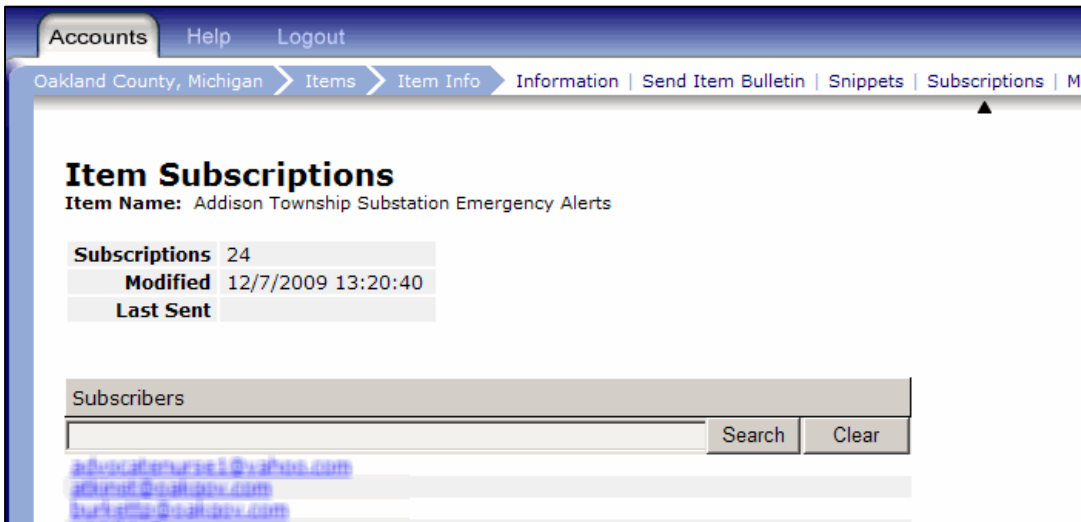 Accounts Help Logout
Oakland County, Michigan Items Item Info Information | Send Item Bulletin | Snippets | Subscriptions | M
Item Subscriptions
Item Name: Addison Township Substation Emergency Alerts
Subscriptions 24
Modified 12/7/2009 13:20:40
Last Sent
Subscribers
Search Clear